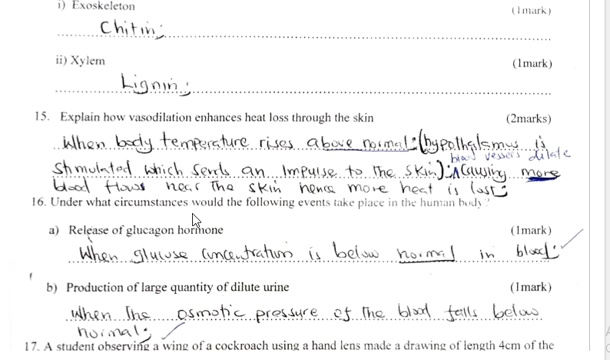 i) Exoskeleton (1mark)
Chitin;
ii) Xylem (1mark)
Lignin;
15. Explain how vasodilation enhances heat loss through the skin (2marks)
When body temperature rises above normal; (hypothalamus is
blood vessels dilate
stimulated which sends an impulse to the skin); ^ causing more
blood flows near the skin hence more heat is lost;
16. Under what circumstances would the following events take place in the human body?
a) Release of glucagon hormone (1mark)
When glucose concentration is below normal in blood;
b) Production of large quantity of dilute urine (1mark)
When the osmotic pressure of the blood falls below
normal;
17. A student observing a wing of a cockroach using a hand lens made a drawing of length 4cm of the